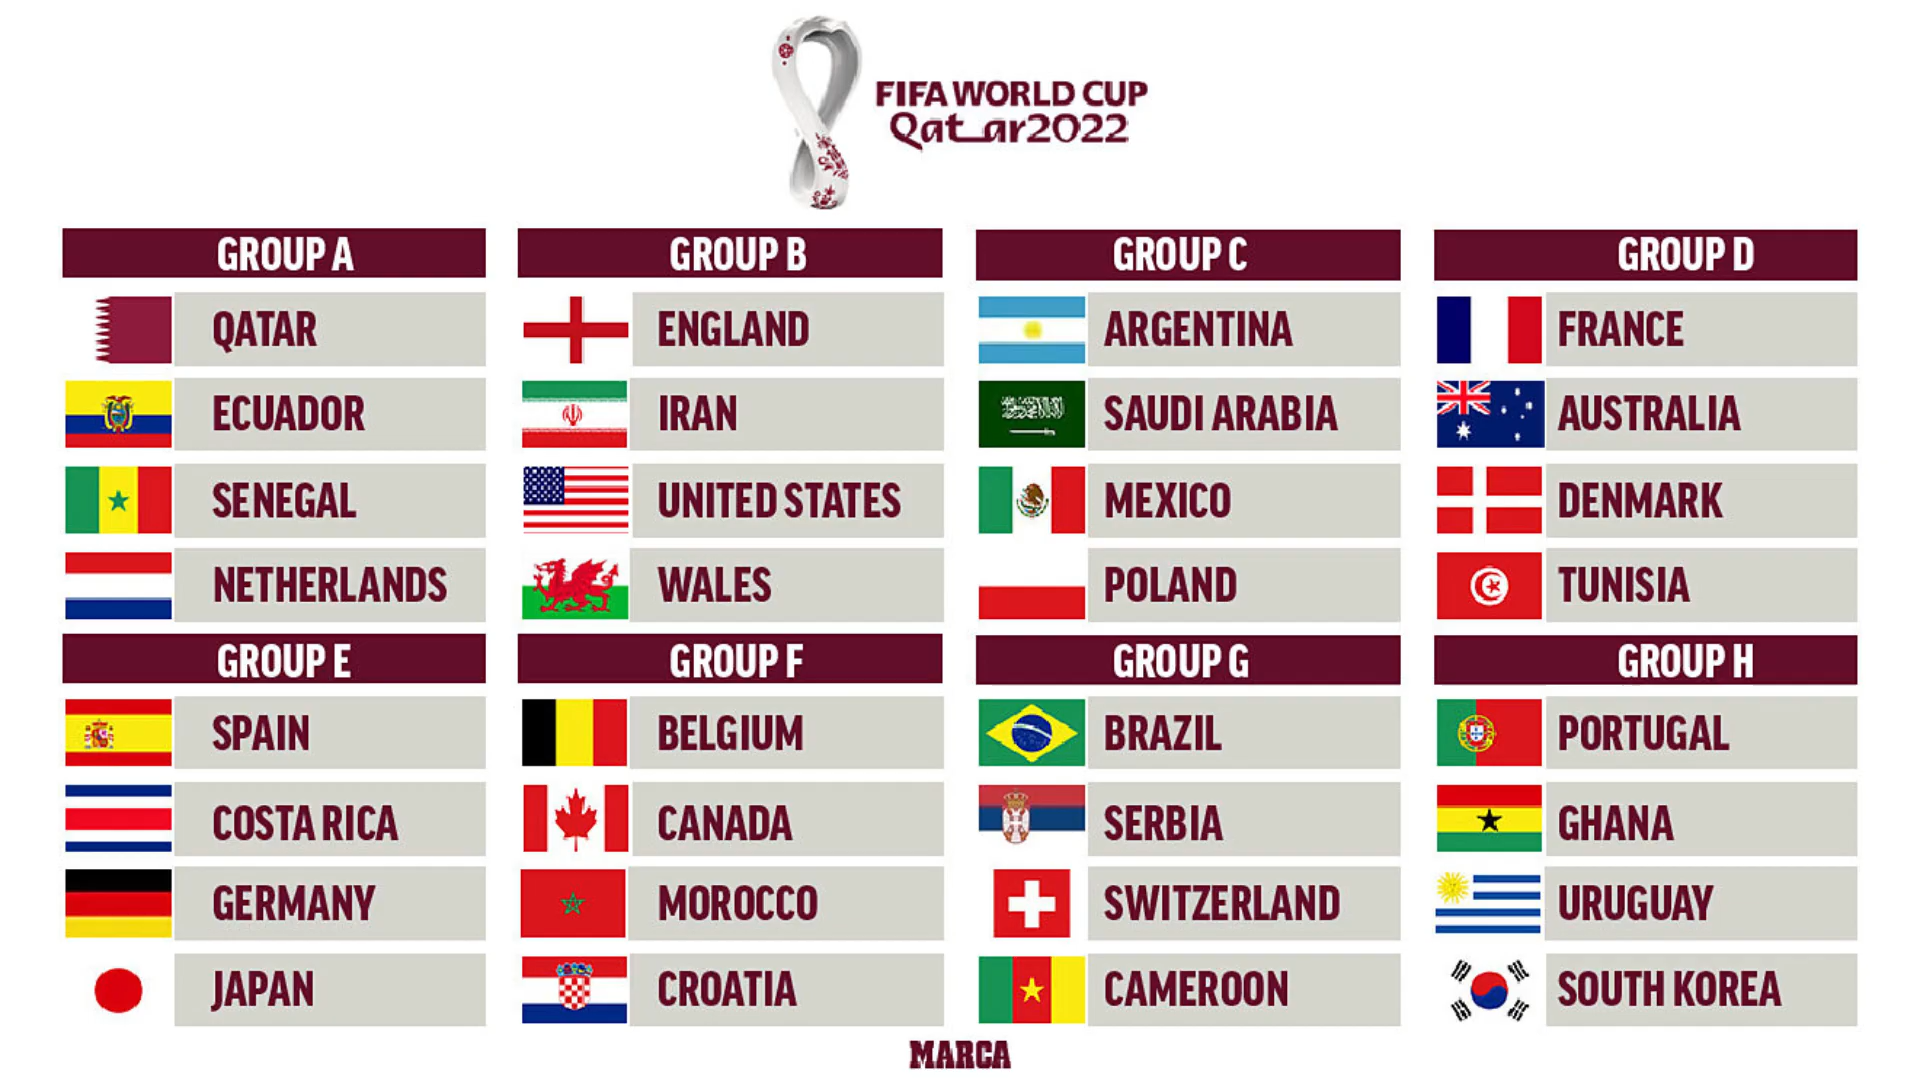 FIFA WORLD CUP
Qatar2022
GROUP A
QATAR
ECUADOR
SENEGAL
NETHERLANDS
GROUP B
ENGLAND
IRAN
UNITED STATES
WALES
GROUP C
ARGENTINA
SAUDI ARABIA
MEXICO
POLAND
GROUP D
FRANCE
AUSTRALIA
DENMARK
TUNISIA
GROUP E
SPAIN
COSTA RICA
GERMANY
JAPAN
GROUP F
BELGIUM
CANADA
MOROCCO
CROATIA
GROUP G
BRAZIL
SERBIA
SWITZERLAND
CAMEROON
GROUP H
PORTUGAL
GHANA
URUGUAY
SOUTH KOREA
MARCA